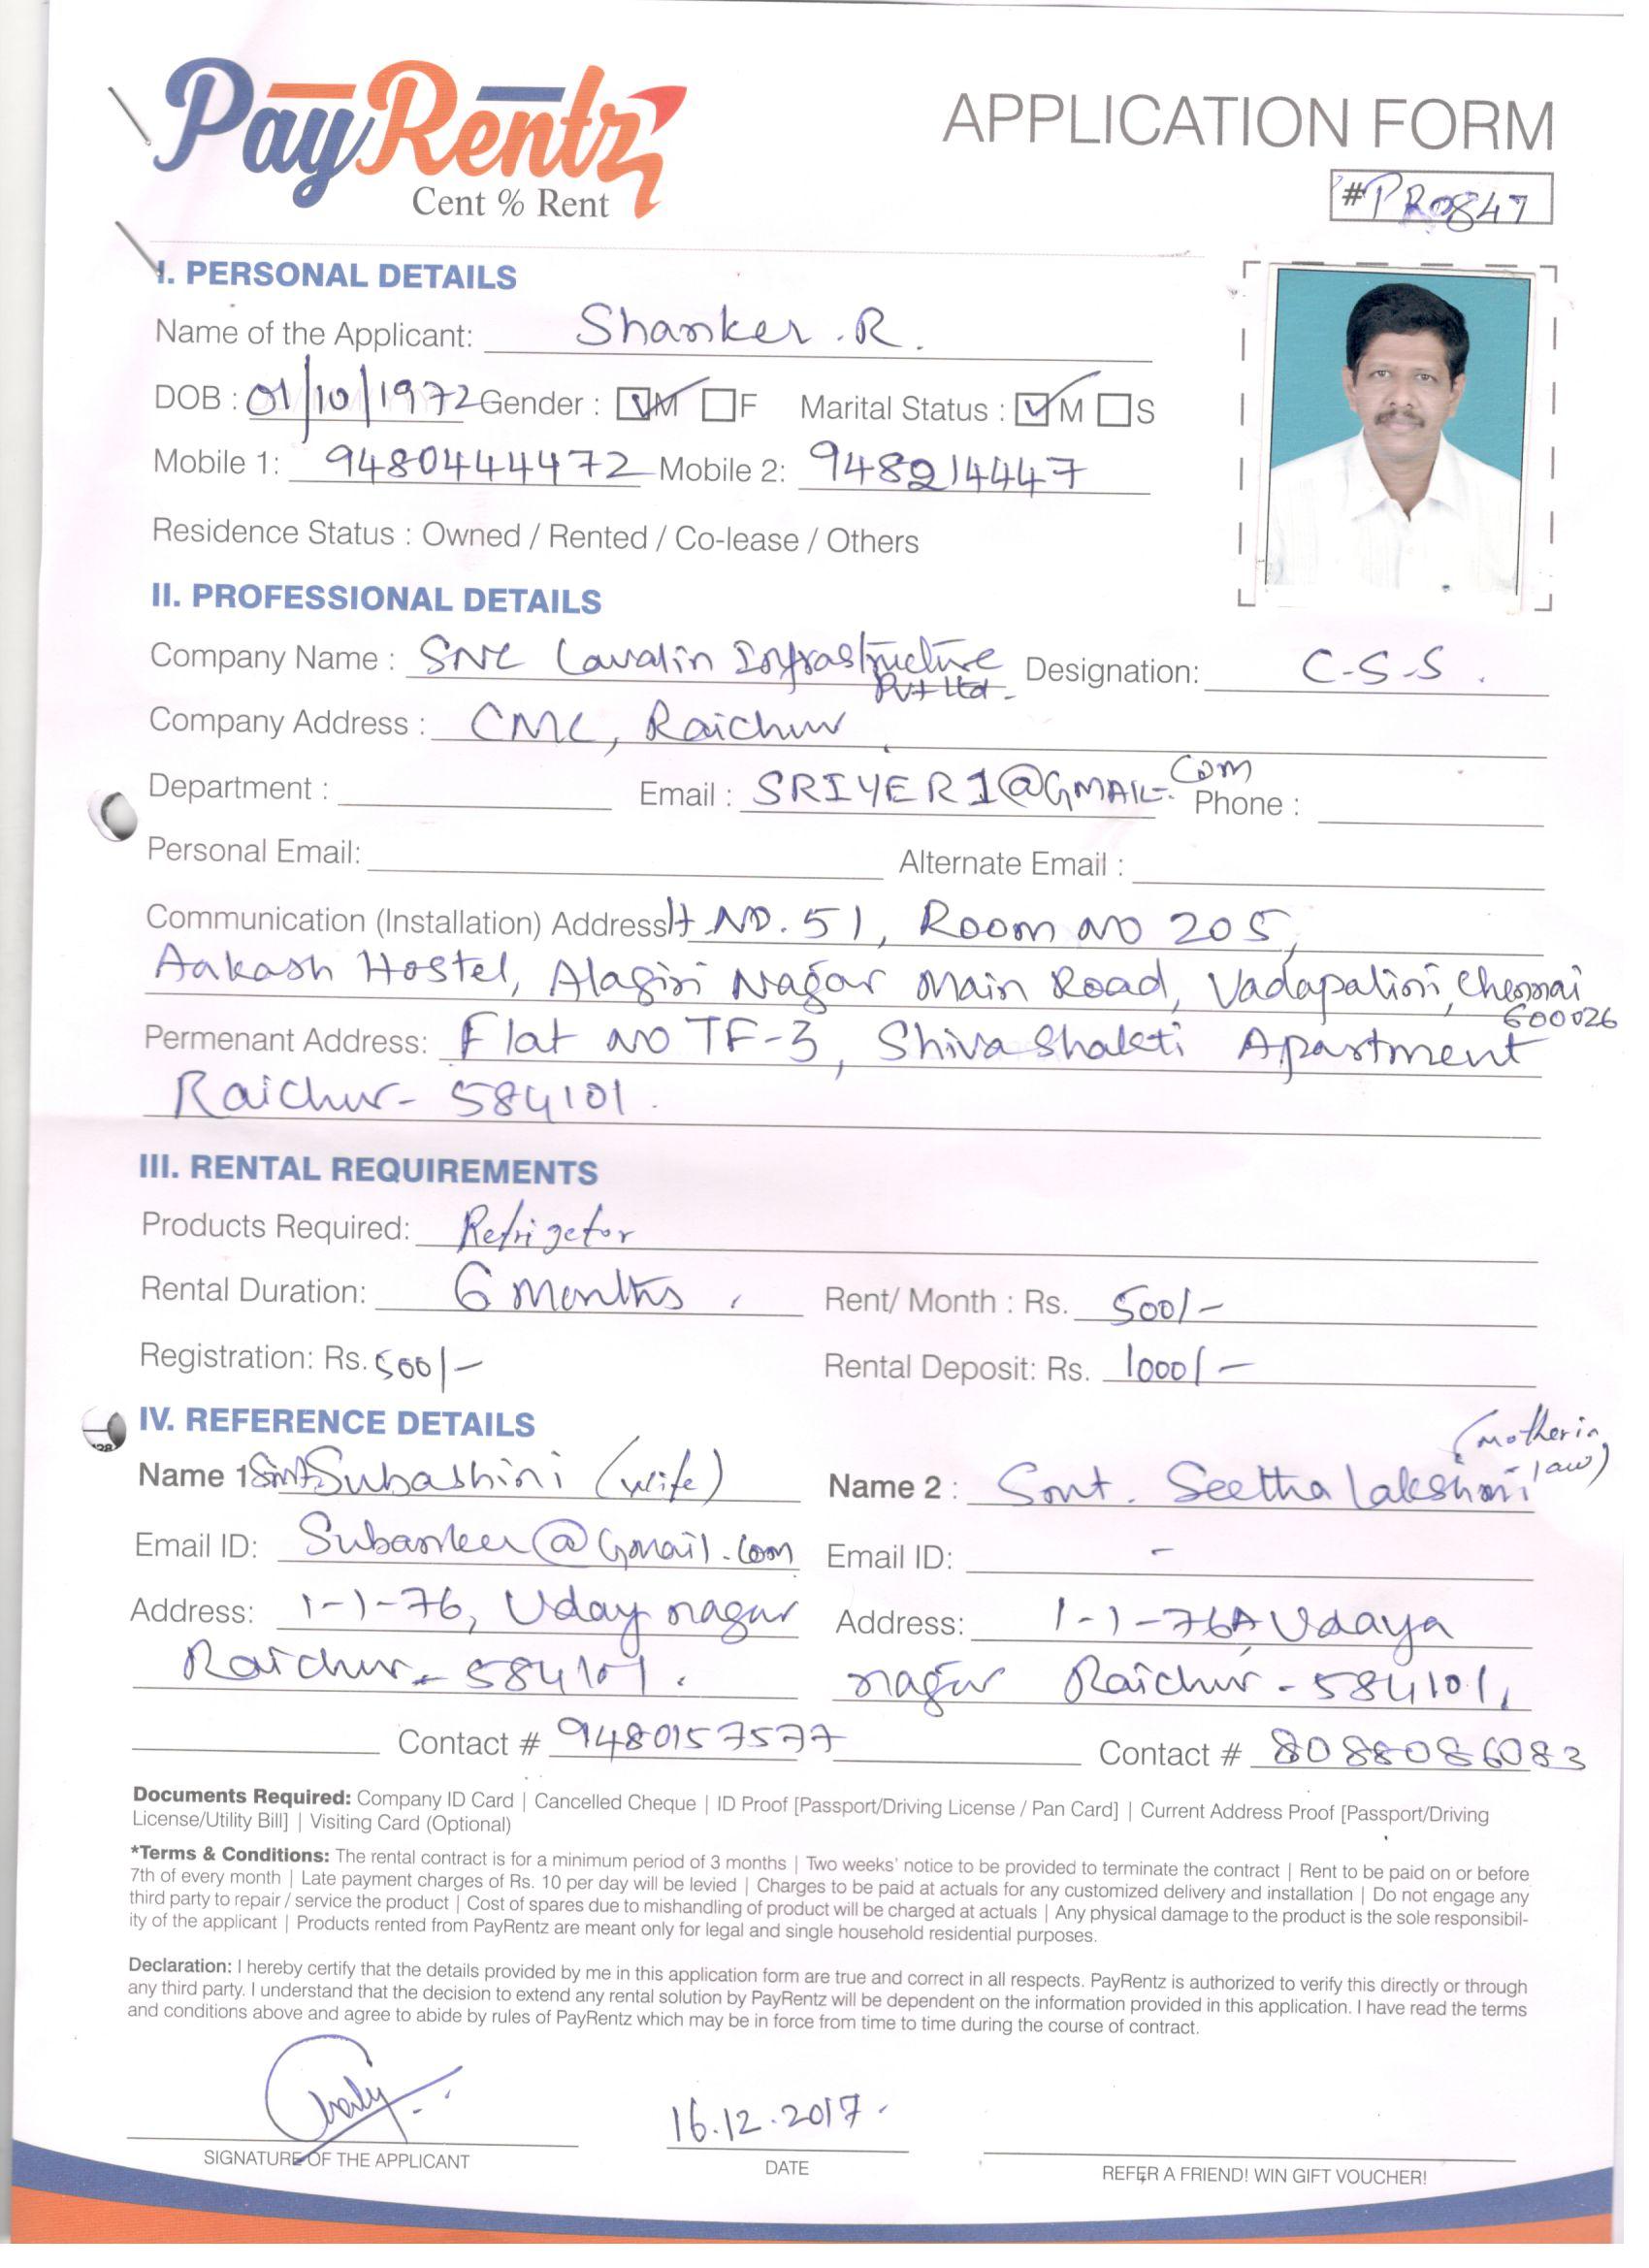 PayRentz
Cent % Rent
APPLICATION FORM
#PR0847
I. PERSONAL DETAILS
Name of the Applicant: Shanker .R.
DOB : 01/10/1972 Gender : M F Marital Status : M S
Mobile 1: 9480444472 Mobile 2: 948214447
Residence Status : Owned / Rented / Co-lease / Others
II. PROFESSIONAL DETAILS
Company Name : SNC Lavalin Infrastructure Pvt Ltd. Designation: C-S-S.
Company Address : CMC, Raichur
Department : Email : SRIYER1@GMAIL.COM Phone :
Personal Email: Alternate Email :
Communication (Installation) Address H NO. 51, Room no 205,
Aakash Hostel, Alagiri Nagar Main Road, Vadapalini, Chennai
600026
Permenant Address: Flat no TF-3, Shiva Shakti Apartment
Raichur- 584101.
III. RENTAL REQUIREMENTS
Products Required: Refrigetor
Rental Duration: 6 months. Rent/ Month : Rs. 500/-
Registration: Rs. 500/- Rental Deposit: Rs. 1000/-
IV. REFERENCE DETAILS
Name 1 Smt. Subashini (wife) Name 2 : Smt. Seetha lakshmi (mother in law)
Email ID: Subanker@Gmail.com Email ID: -
Address: 1-1-76, Uday nagar Address: 1-1-76A Udaya
Raichur - 584101. nagar Raichur - 584101,
Contact # 9480157577 Contact # 8088086083
Documents Required: Company ID Card | Cancelled Cheque | ID Proof [Passport/Driving License / Pan Card] | Current Address Proof [Passport/Driving
License/Utility Bill] | Visiting Card (Optional)
*Terms & Conditions: The rental contract is for a minimum period of 3 months | Two weeks' notice to be provided to terminate the contract | Rent to be paid on or before
7th of every month | Late payment charges of Rs. 10 per day will be levied | Charges to be paid at actuals for any customized delivery and installation | Do not engage any
third party to repair / service the product | Cost of spares due to mishandling of product will be charged at actuals | Any physical damage to the product is the sole responsibil-
ity of the applicant | Products rented from PayRentz are meant only for legal and single household residential purposes.
Declaration: I hereby certify that the details provided by me in this application form are true and correct in all respects. PayRentz is authorized to verify this directly or through
any third party. I understand that the decision to extend any rental solution by PayRentz will be dependent on the information provided in this application. I have read the terms
and conditions above and agree to abide by rules of PayRentz which may be in force from time to time during the course of contract.
16.12.2017.
SIGNATURE OF THE APPLICANT DATE REFER A FRIEND! WIN GIFT VOUCHER!